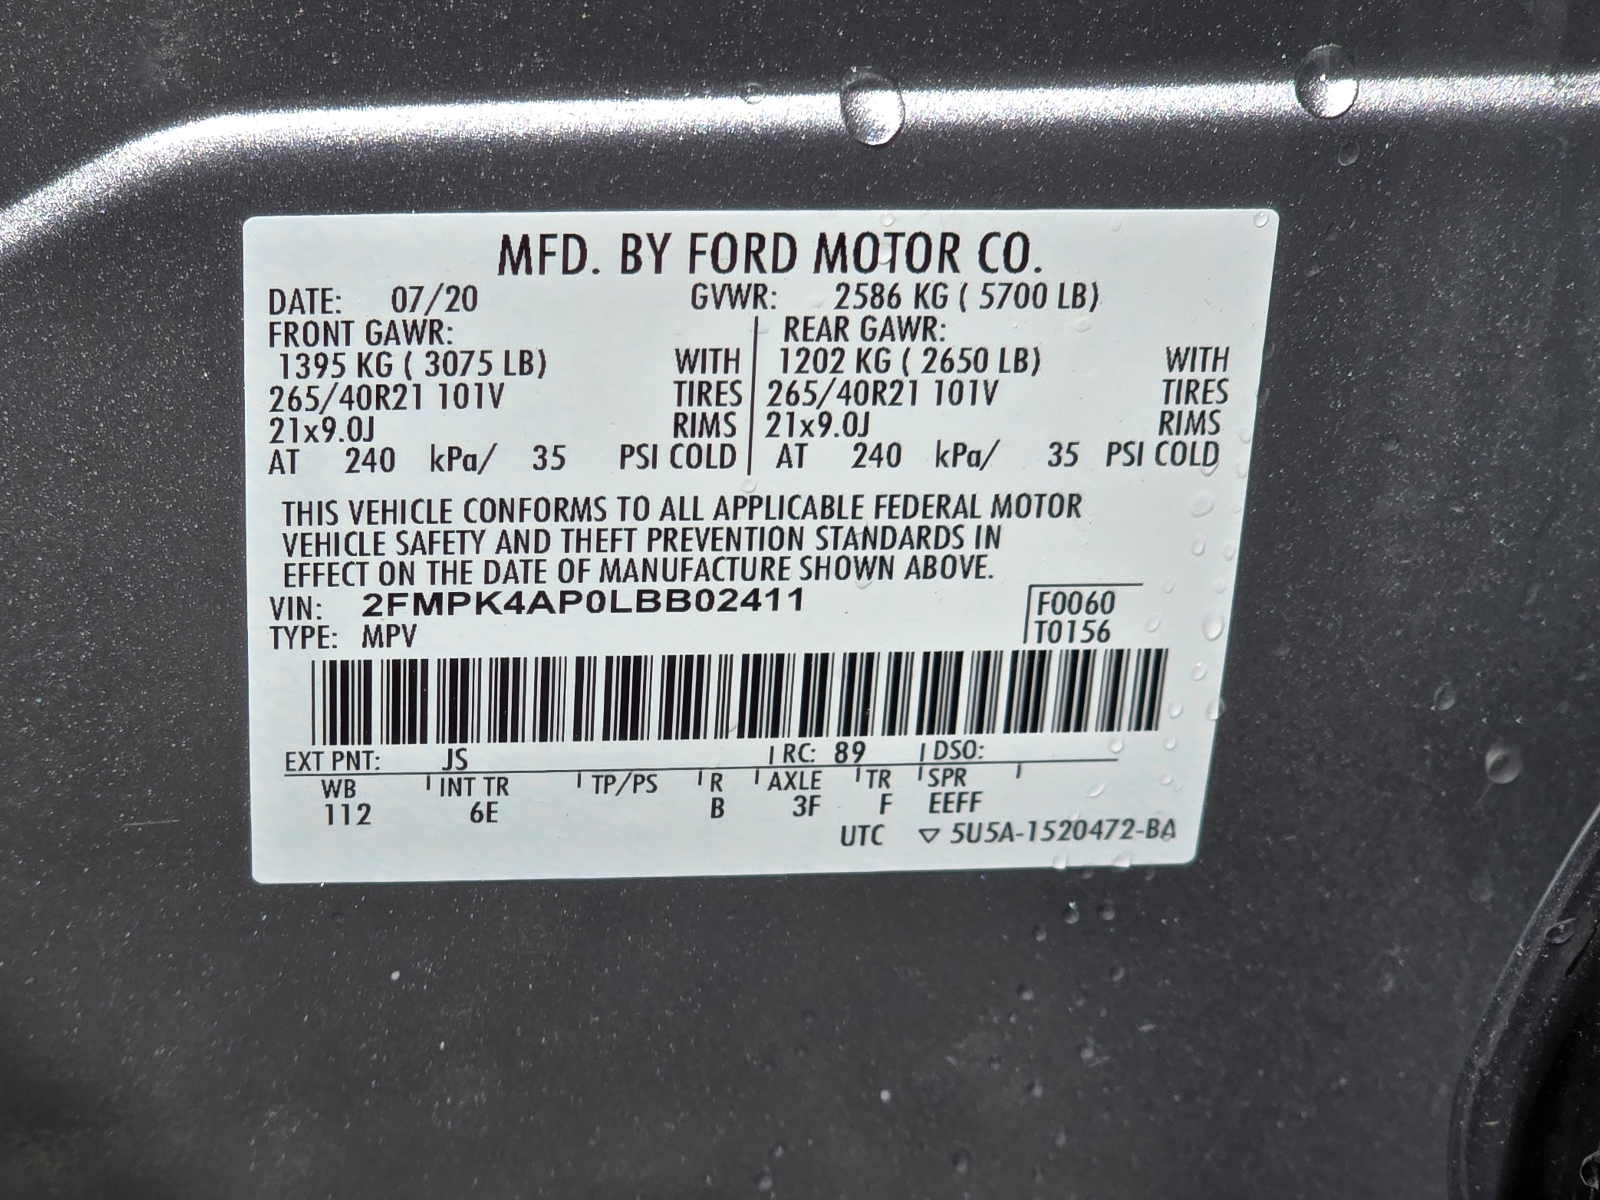 MFD. BY FORD MOTOR CO.
DATE: 07/20 GVWR: 2586 KG ( 5700 LB)
FRONT GAWR: REAR GAWR:
1395 KG ( 3075 LB) WITH 1202 KG ( 2650 LB) WITH
265/40R21 101V TIRES 265/40R21 101V TIRES
21x9.0J RIMS 21x9.0J RIMS
AT 240 kPa/ 35 PSI COLD AT 240 kPa/ 35 PSI COLD
THIS VEHICLE CONFORMS TO ALL APPLICABLE FEDERAL MOTOR
VEHICLE SAFETY AND THEFT PREVENTION STANDARDS IN
EFFECT ON THE DATE OF MANUFACTURE SHOWN ABOVE.
VIN: 2FMPK4AP0LBB02411 F0060
TYPE: MPV T0156
EXT PNT: JS RC: 89 DSO:
WB INT TR TP/PS R AXLE TR SPR
112 6E B 3F F EEFF
UTC ▽ 5U5A-1520472-BA